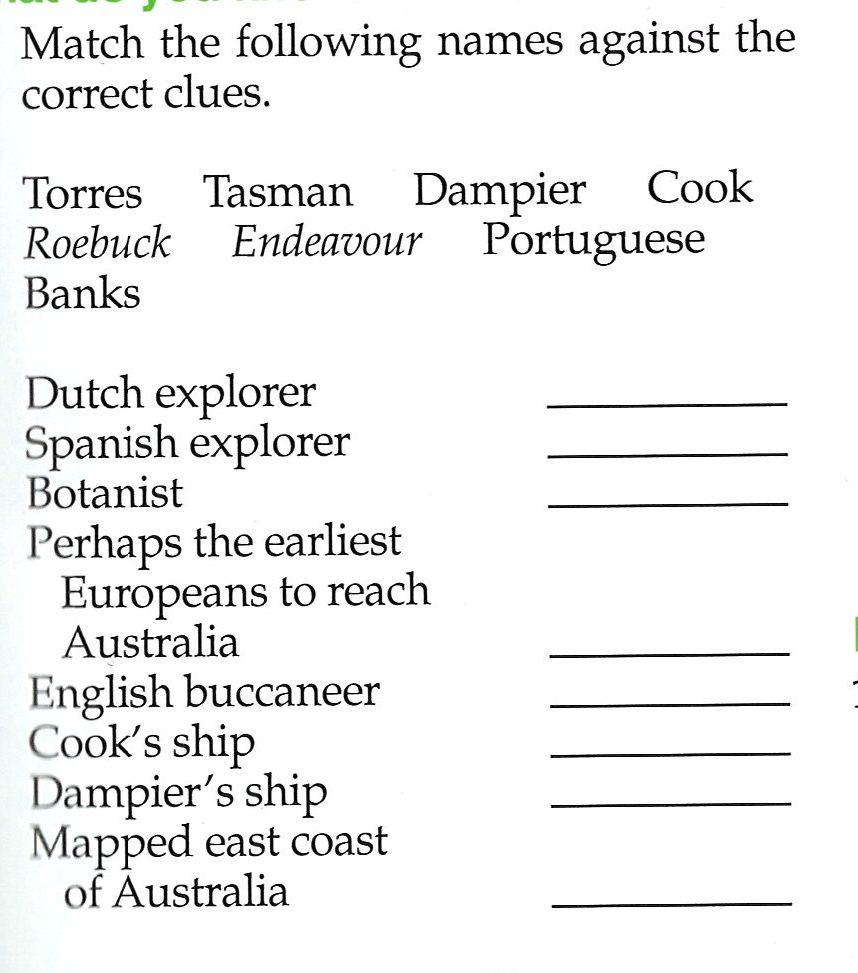 Match the following names against the
correct clues.
Torres Tasman Dampier Cook
Roebuck Endeavour Portuguese
Banks
Dutch explorer
Spanish explorer
Botanist
Perhaps the earliest
Europeans to reach
Australia
English buccaneer
Cook's ship
Dampier's ship
Mapped east coast
of Australia